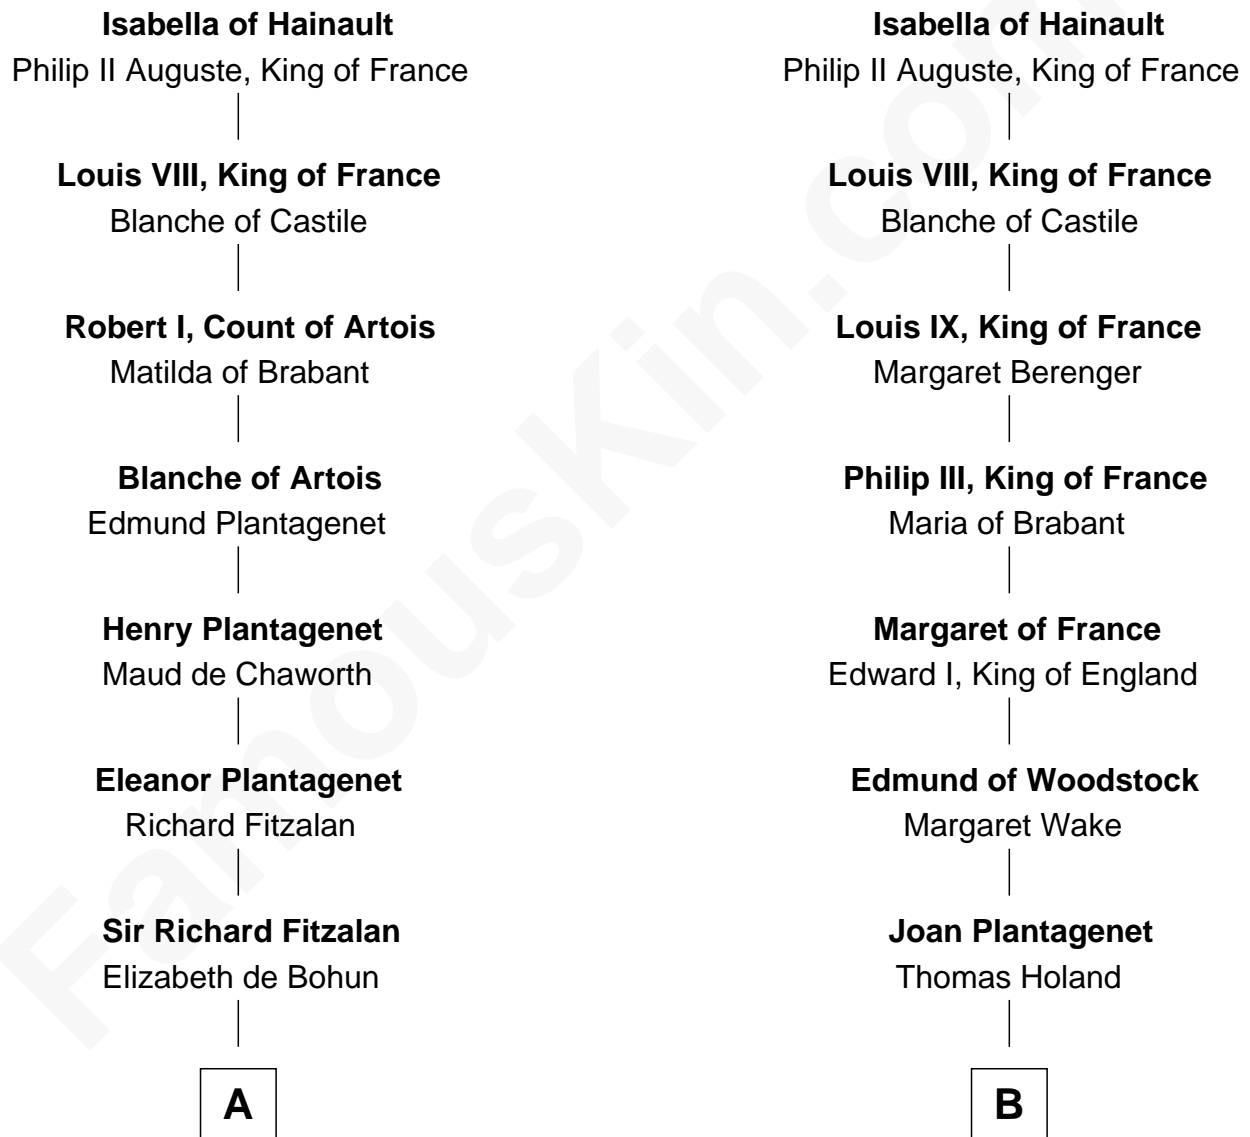 Isabella of Hainault
Philip II Auguste, King of France
Louis VIII, King of France
Blanche of Castile
Robert I, Count of Artois
Matilda of Brabant
Blanche of Artois
Edmund Plantagenet
Henry Plantagenet
Maud de Chaworth
Eleanor Plantagenet
Richard Fitzalan
Sir Richard Fitzalan
Elizabeth de Bohun
A
Isabella of Hainault
Philip II Auguste, King of France
Louis VIII, King of France
Blanche of Castile
Louis IX, King of France
Margaret Berenger
Philip III, King of France
Maria of Brabant
Margaret of France
Edward I, King of England
Edmund of Woodstock
Margaret Wake
Joan Plantagenet
Thomas Holand
B
FamousKin.com